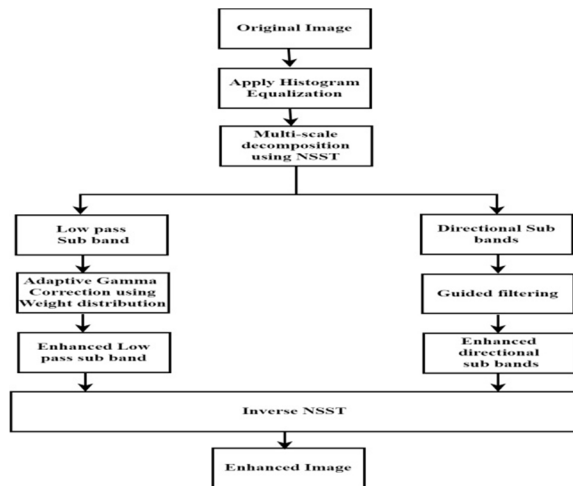 Original Image
Apply Histogram
Equalization
Multi-scale
decomposition
using NSST
Low pass
Sub band
Directional Sub
bands
Adaptive Gamma
Correction using
Weight distribution
Guided filtering
Enhanced Low
pass sub band
Enhanced
directional
sub bands
Inverse NSST
Enhanced Image